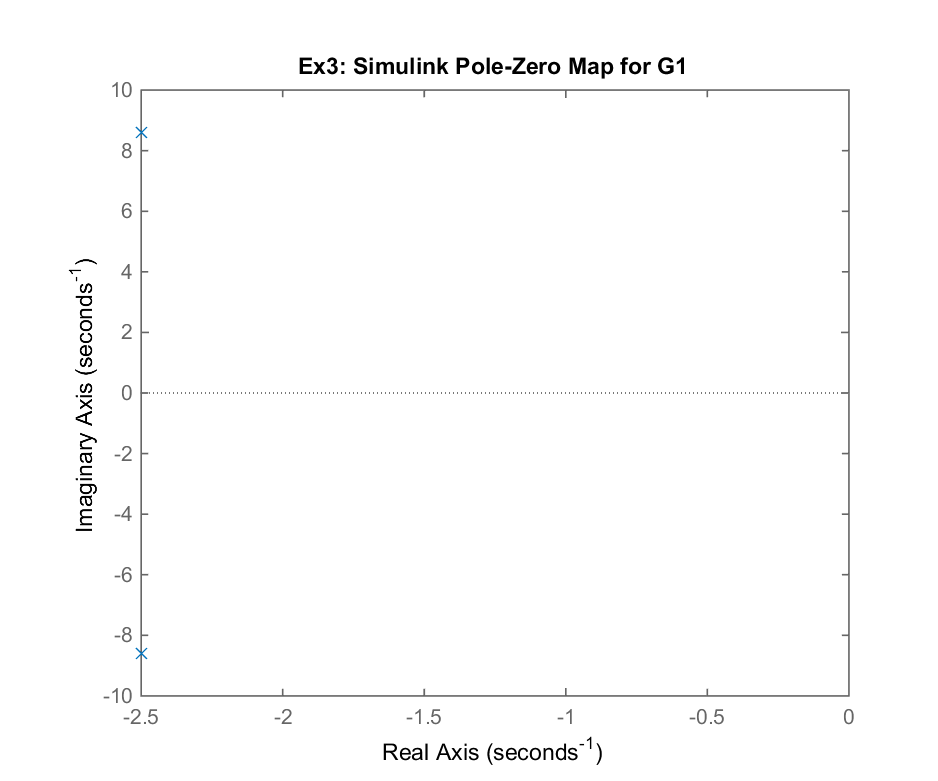 Ex3: Simulink Pole-Zero Map for G1
10
8
6
4
2
0
-2
-4
-6
-8
-10
Imaginary Axis (seconds⁻¹)
-2.5 -2 -1.5 -1 -0.5 0
Real Axis (seconds⁻¹)